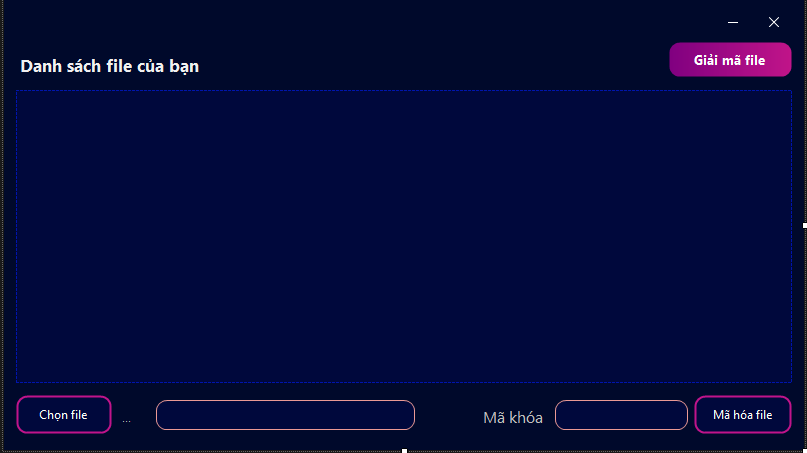 Giải mã file
Danh sách file của bạn
Chọn file
...
Mã khóa
Mã hóa file